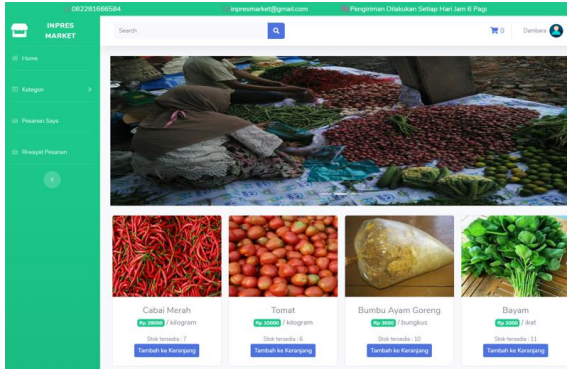 082281666584
inpresmarket@gmail.com
Pengiriman Dilakukan Setiap Hari Jam 6 Pagi
INPRES
MARKET
Search
0
Dambara
Home
Kategori
Pesanan Saya
Riwayat Pesanan
Cabai Merah
Rp 28000 / kilogram
Stok tersedia : 7
Tambah ke Keranjang
Tomat
Rp 10000 / kilogram
Stok tersedia : 6
Tambah ke Keranjang
Bumbu Ayam Goreng
Rp 3000 / bungkus
Stok tersedia : 10
Tambah ke Keranjang
Bayam
Rp 2000 / ikat
Stok tersedia : 11
Tambah ke Keranjang